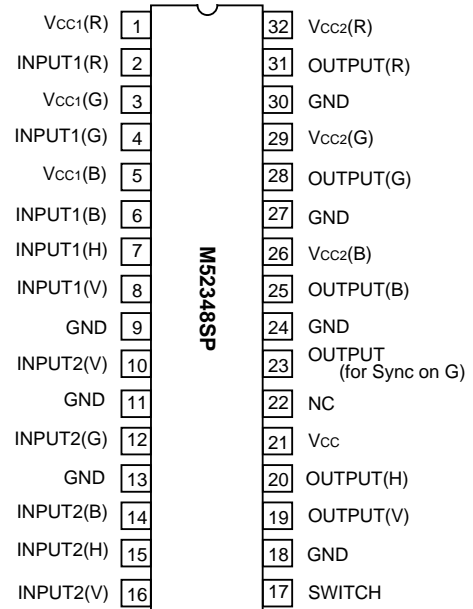 VCC1(R) 1 32 VCC2(R)
INPUT1(R) 2 31 OUTPUT(R)
VCC1(G) 3 30 GND
INPUT1(G) 4 29 VCC2(G)
VCC1(B) 5 28 OUTPUT(G)
INPUT1(B) 6 27 GND
INPUT1(H) 7 26 VCC2(B)
INPUT1(V) 8 25 OUTPUT(B)
GND 9 24 GND
INPUT2(V) 10 23 OUTPUT
(for Sync on G)
GND 11 22 NC
INPUT2(G) 12 21 VCC
GND 13 20 OUTPUT(H)
INPUT2(B) 14 19 OUTPUT(V)
INPUT2(H) 15 18 GND
INPUT2(V) 16 17 SWITCH
M52348SP